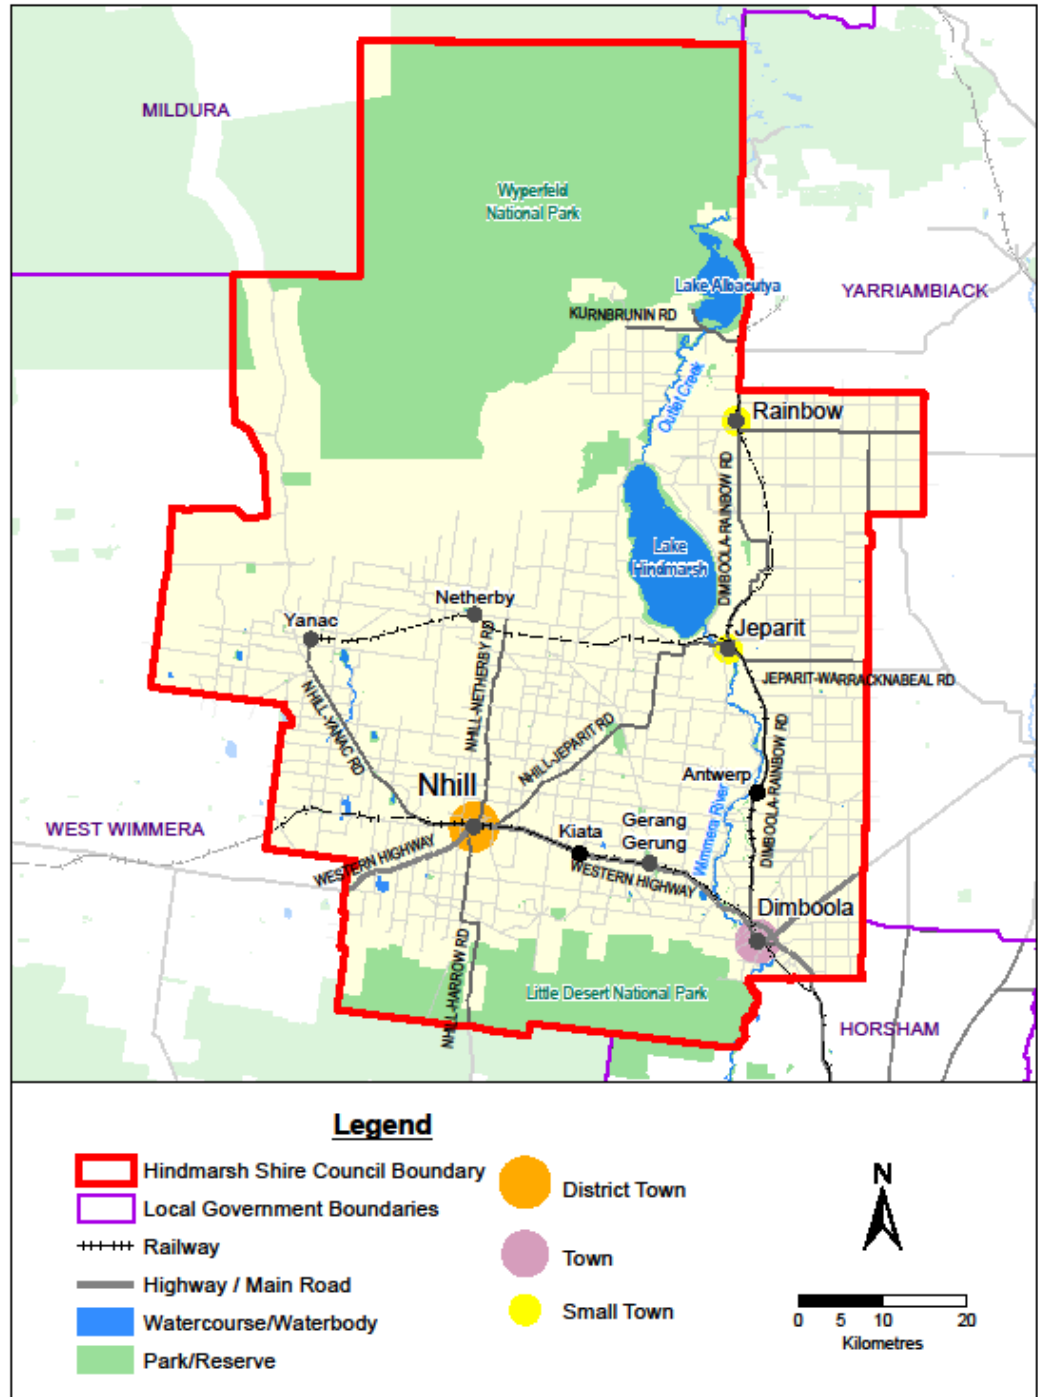 MILDURA
Wyperfeld
National Park
Lake Albacutya
YARRIAMBIACK
KURNBRUNIN RD
Outlet Creek
Rainbow
DIMBOOLA-RAINBOW RD
Lake
Hindmarsh
Netherby
Yanac
Jeparit
JEPARIT-WARRACKNABEAL RD
NHILL-NETHERBY RD
NHILL-YANAC RD
NHILL-JEPARIT RD
DIMBOOLA-RAINBOW RD
Nhill
Antwerp
Wimmera River
WEST WIMMERA
Kiata
Gerang
Gerung
WESTERN HIGHWAY
WESTERN HIGHWAY
Dimboola
NHILL-HARROW RD
Little Desert National Park
HORSHAM
Legend
Hindmarsh Shire Council Boundary
Local Government Boundaries
Railway
Highway / Main Road
Watercourse/Waterbody
Park/Reserve
District Town
Town
Small Town
N
0 5 10 20
Kilometres